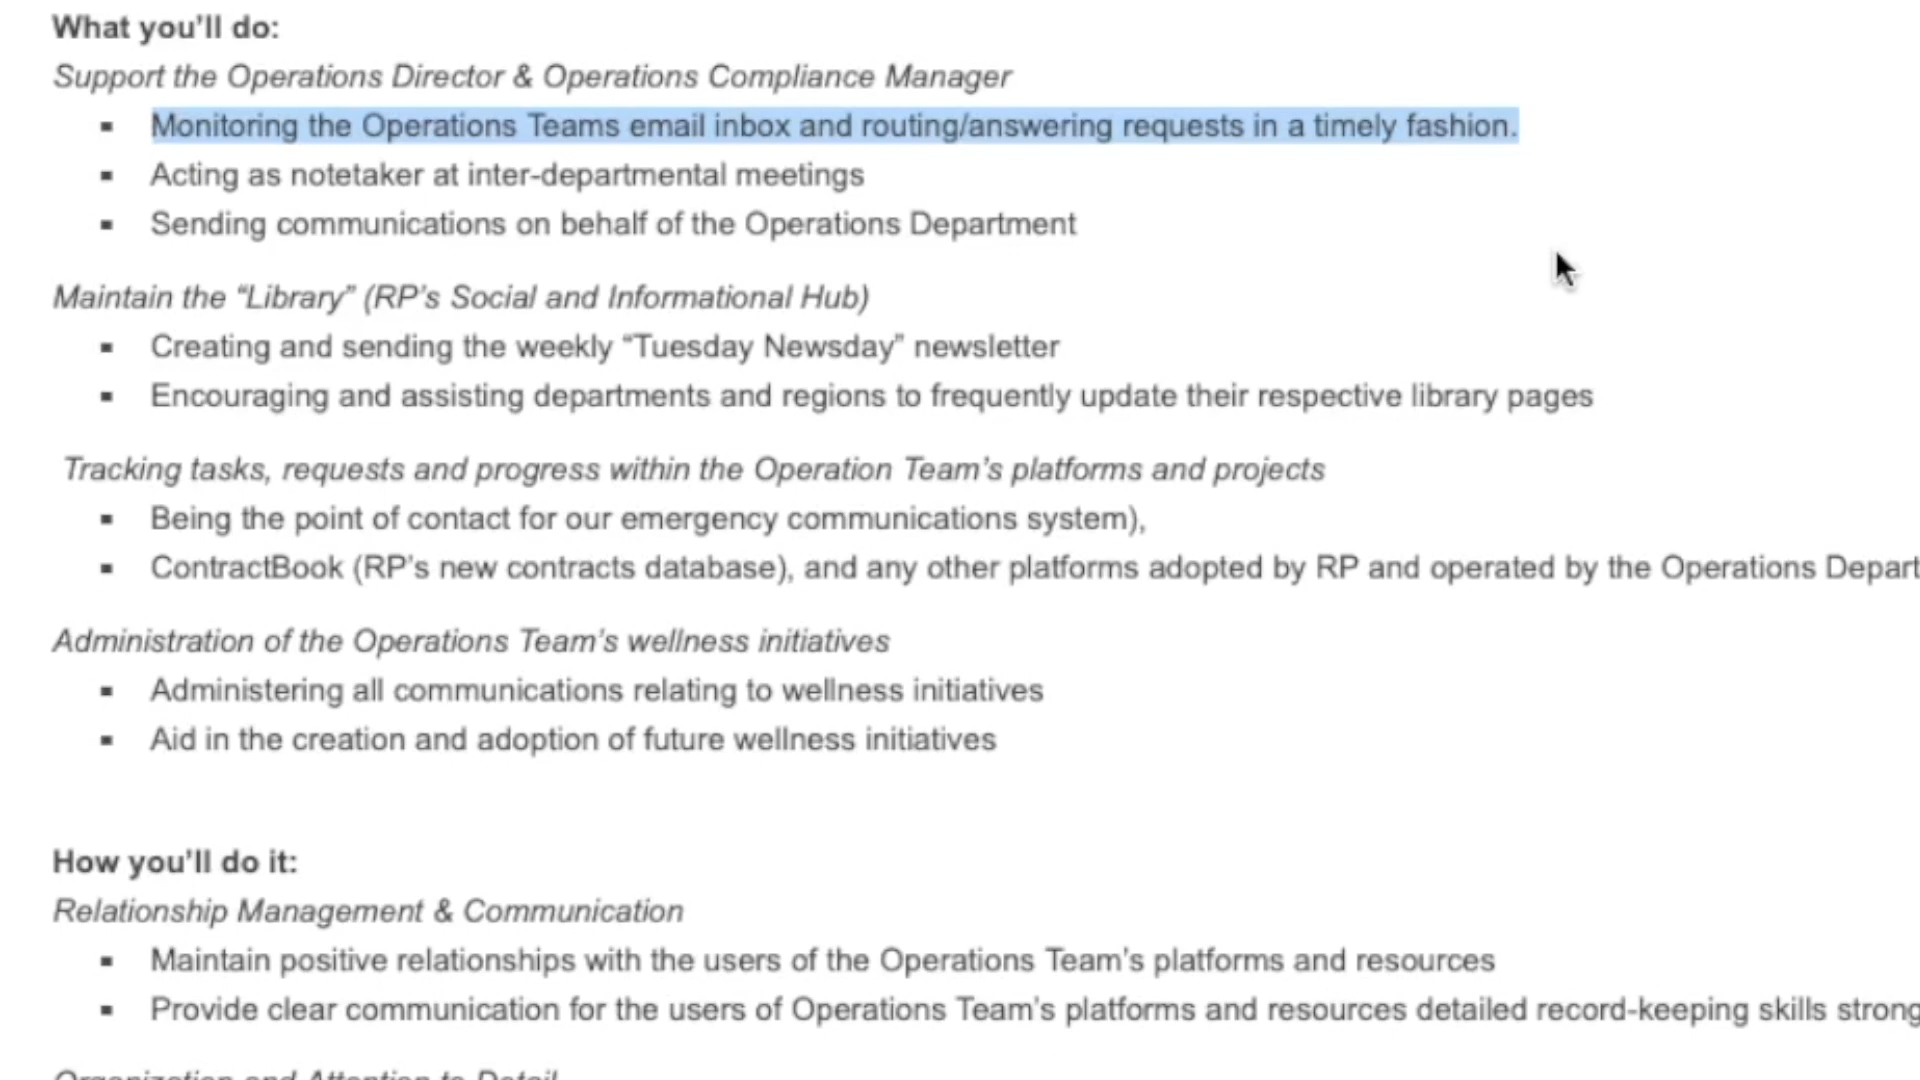 What you'll do:
Support the Operations Director & Operations Compliance Manager
▪ Monitoring the Operations Teams email inbox and routing/answering requests in a timely fashion.
▪ Acting as notetaker at inter-departmental meetings
▪ Sending communications on behalf of the Operations Department
Maintain the “Library” (RP’s Social and Informational Hub)
▪ Creating and sending the weekly “Tuesday Newsday” newsletter
▪ Encouraging and assisting departments and regions to frequently update their respective library pages
Tracking tasks, requests and progress within the Operation Team’s platforms and projects
▪ Being the point of contact for our emergency communications system),
▪ ContractBook (RP’s new contracts database), and any other platforms adopted by RP and operated by the Operations Depart
Administration of the Operations Team’s wellness initiatives
▪ Administering all communications relating to wellness initiatives
▪ Aid in the creation and adoption of future wellness initiatives
How you'll do it:
Relationship Management & Communication
▪ Maintain positive relationships with the users of the Operations Team’s platforms and resources
▪ Provide clear communication for the users of Operations Team’s platforms and resources detailed record-keeping skills strong
Organization and Attention to Detail